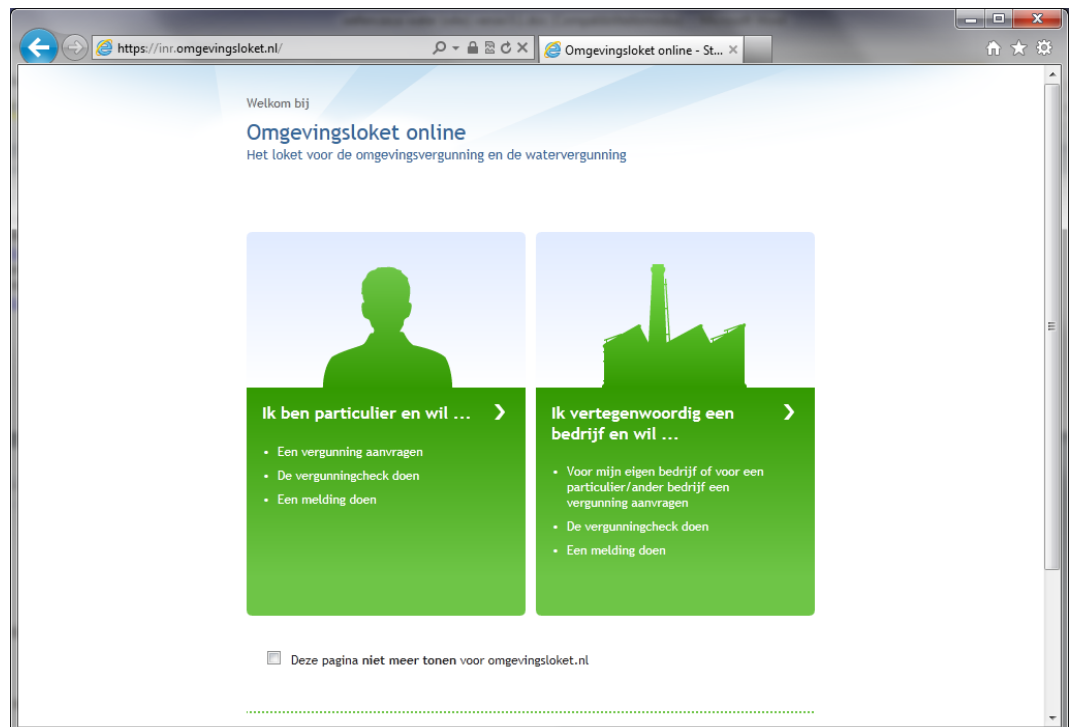 https://inr.omgevingsloket.nl/
Omgevingsloket online - St...
Welkom bij
Omgevingsloket online
Het loket voor de omgevingsvergunning en de watervergunning
Ik ben particulier en wil ...
• Een vergunning aanvragen
• De vergunningcheck doen
• Een melding doen
Ik vertegenwoordig een
bedrijf en wil ...
• Voor mijn eigen bedrijf of voor een
particulier/ander bedrijf een
vergunning aanvragen
• De vergunningcheck doen
• Een melding doen
Deze pagina niet meer tonen voor omgevingsloket.nl